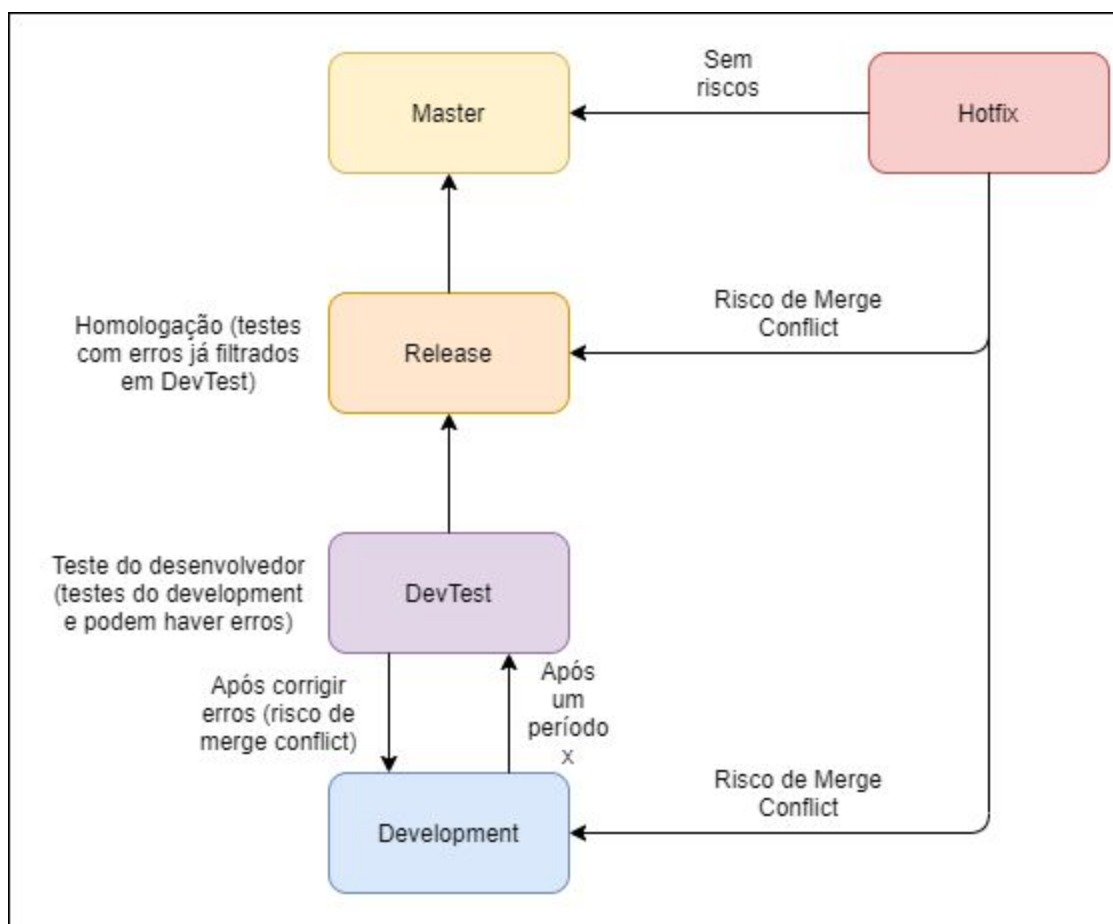 Sem
riscos
Master
Hotfix
Risco de Merge
Conflict
Homologação (testes
com erros já filtrados
em DevTest)
Release
Teste do desenvolvedor
(testes do development
e podem haver erros)
DevTest
Após corrigir
erros (risco de
merge conflict)
Após
um
período
x
Risco de Merge
Conflict
Development